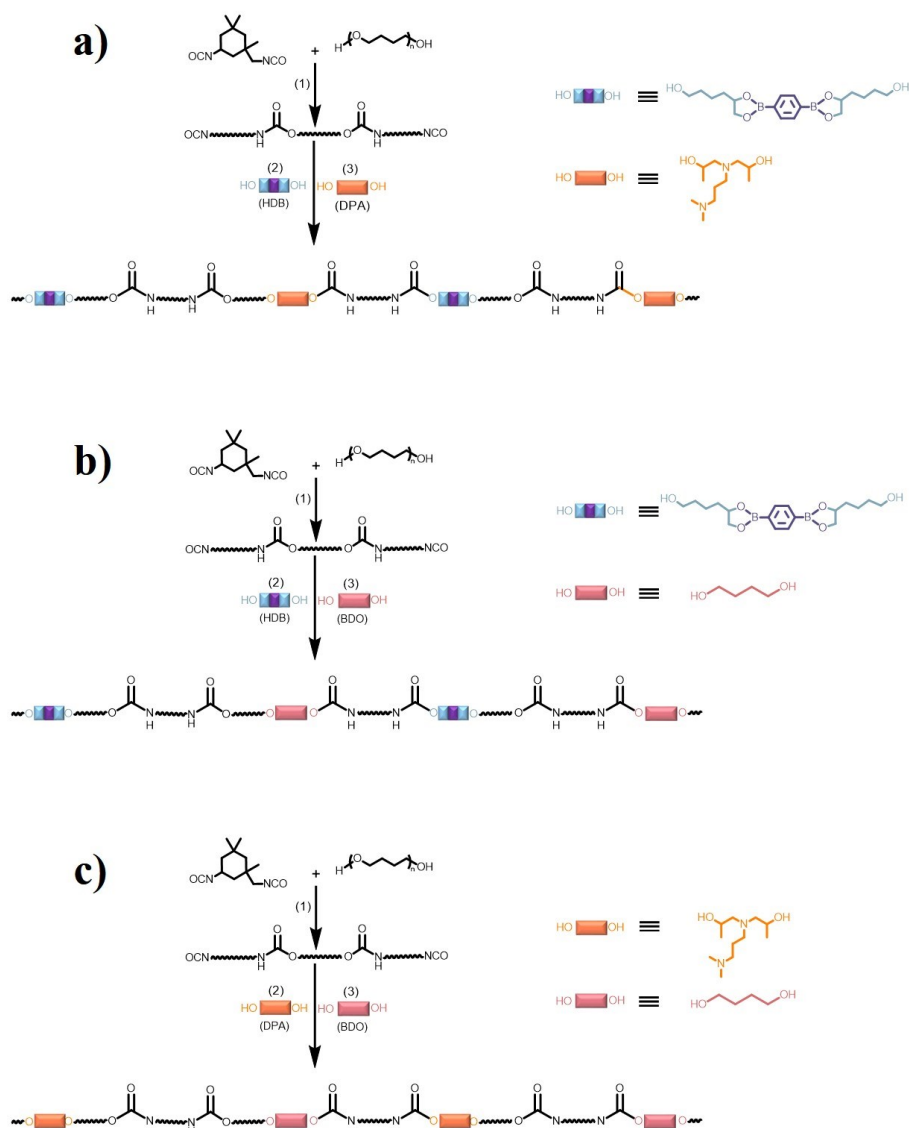 a)
OCN NCO + H O n OH
(1)
OCN N H O O O O N H NCO
(2) (3)
HO OH HO OH
(HDB) (DPA)
HO OH HO O O B B O O OH
HO OH HO N OH N
O O O O N H N H O O O O O O N H N H O O O O O O N H N H O O O O
b)
OCN NCO + H O n OH
(1)
OCN N H O O O O N H NCO
(2) (3)
HO OH HO OH
(HDB) (BDO)
HO OH HO O O B B O O OH
HO OH HO OH
O O O O N H N H O O O O O O N H N H O O O O O O N H N H O O O O
c)
OCN NCO + H O n OH
(1)
OCN N H O O O O N H NCO
(2) (3)
HO OH HO OH
(DPA) (BDO)
HO OH HO N OH N
HO OH HO OH
O O O O N N O O O O O O N N O O O O O O N N O O O O